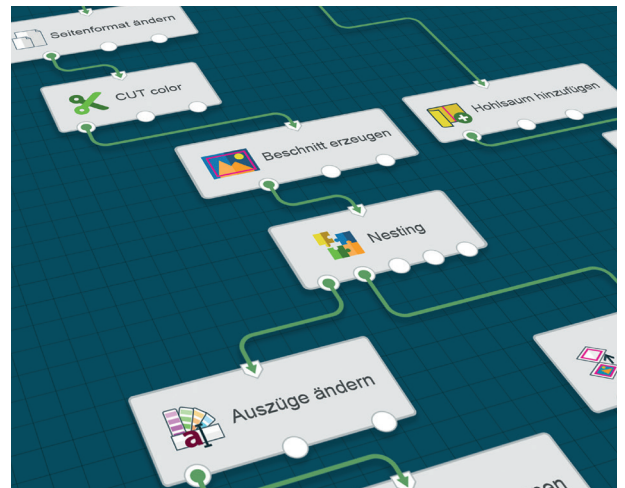 Seitenformat ändern
CUT color
Hohlsaum hinzufügen
Beschnitt erzeugen
Nesting
Auszüge ändern